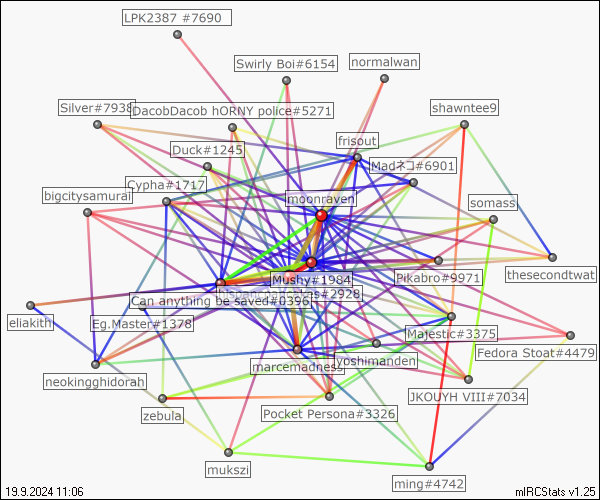 LPK2387 #7690
Swirly Boi#6154
normalwan
Silver#7938
DacobDacob hORNY police#5271
shawntee9
frisout
Duck#1245
Madネコ#6901
Cypha#1717
bigcitysamurai
moonraven
somass
thesecondtwat
Pikabro#9971
Mushy#1984
#2928
Can anything be saved#0396
eliakith
Eg.Master#1378
Majestic#3375
Fedora Stoat#4479
yoshimanden
marcemadness
neokingghidorah
JKOUYH VIII#7034
zebula
Pocket Persona#3326
mukszi
ming#4742
19.9.2024 11:06
mIRCStats v1.25